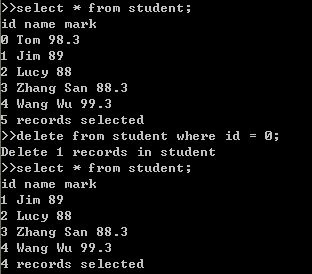 >>select * from student;
id name mark
0 Tom 98.3
1 Jim 89
2 Lucy 88
3 Zhang San 88.3
4 Wang Wu 99.3
5 records selected
>>delete from student where id = 0;
Delete 1 records in student
>>select * from student;
id name mark
1 Jim 89
2 Lucy 88
3 Zhang San 88.3
4 Wang Wu 99.3
4 records selected